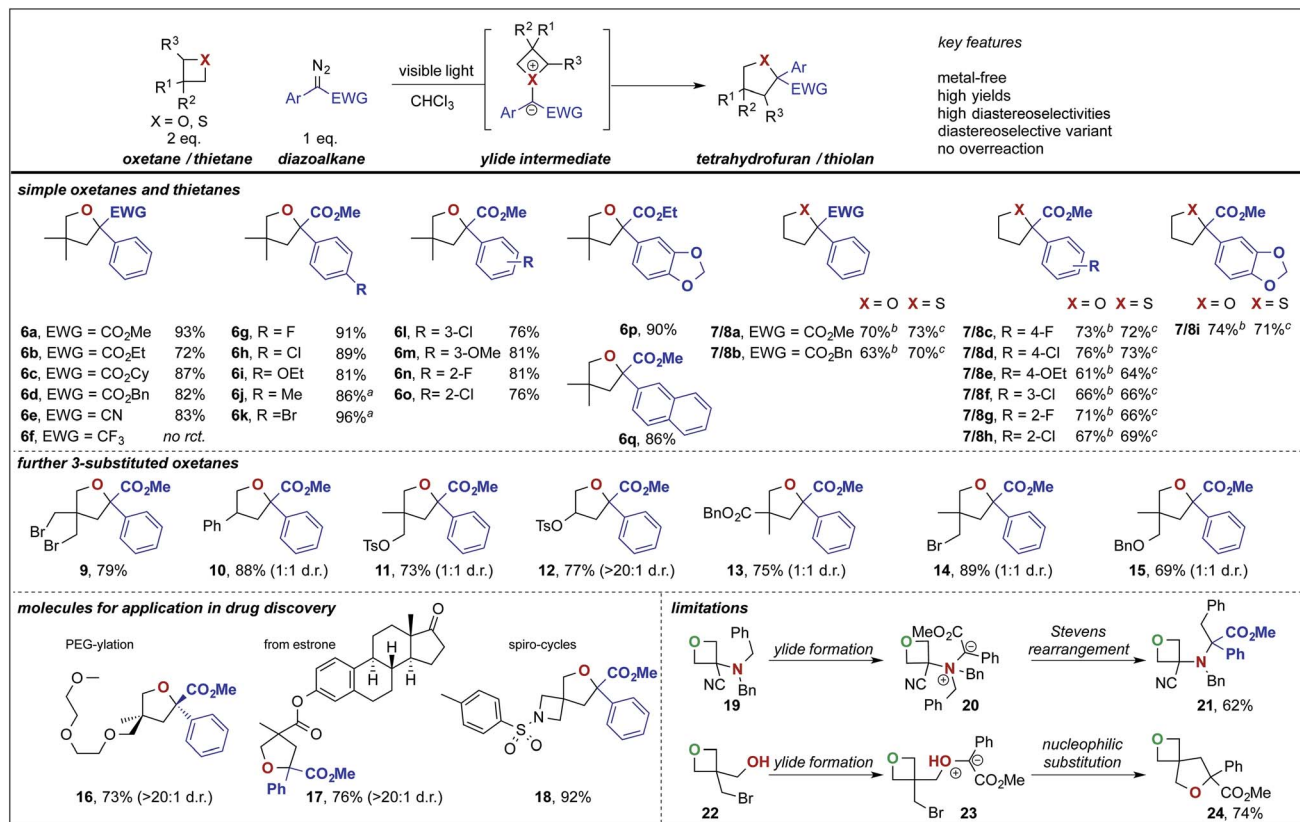 R3
X
R1
R2
X = O, S
2 eq.
oxetane / thietane
N2
Ar
EWG
1 eq.
diazoalkane
visible light
CHCl3
R2
R1
R3
X
Ar
EWG
ylide intermediate
X
Ar
EWG
R1
R2
R3
tetrahydrofuran / thiolan
key features
metal-free
high yields
high diastereoselectivities
diastereoselective variant
no overreaction
simple oxetanes and thietanes
O EWG
6a, EWG = CO2Me 93%
6b, EWG = CO2Et 72%
6c, EWG = CO2Cy 87%
6d, EWG = CO2Bn 82%
6e, EWG = CN 83%
6f, EWG = CF3 no rct.
O CO2Me
R
6g, R = F 91%
6h, R = Cl 89%
6i, R= OEt 81%
6j, R = Me 86%a
6k, R =Br 96%a
O CO2Me
R
6l, R = 3-Cl 76%
6m, R = 3-OMe 81%
6n, R = 2-F 81%
6o, R= 2-Cl 76%
O CO2Et
O
O
6p, 90%
O CO2Me
6q, 86%
X EWG
X = O X = S
7/8a, EWG = CO2Me 70%b 73%c
7/8b, EWG = CO2Bn 63%b 70%c
X CO2Me
R
X = O X = S
7/8c, R = 4-F 73%b 72%c
7/8d, R = 4-Cl 76%b 73%c
7/8e, R= 4-OEt 61%b 64%c
7/8f, R = 3-Cl 66%b 66%c
7/8g, R = 2-F 71%b 66%c
7/8h, R= 2-Cl 67%b 69%c
X CO2Me
O
O
X = O X = S
7/8i 74%b 71%c
further 3-substituted oxetanes
O CO2Me
Br
Br
9, 79%
O CO2Me
Ph
10, 88% (1:1 d.r.)
O CO2Me
TsO
11, 73% (1:1 d.r.)
O CO2Me
TsO
12, 77% (>20:1 d.r.)
O CO2Me
BnO2C
13, 75% (1:1 d.r.)
O CO2Me
Br
14, 89% (1:1 d.r.)
O CO2Me
BnO
15, 69% (1:1 d.r.)
molecules for application in drug discovery
PEG-ylation
O
O
O
O
O CO2Me
16, 73% (>20:1 d.r.)
from estrone
O
H
H
H
O
O
O
CO2Me
Ph
17, 76% (>20:1 d.r.)
spiro-cycles
O CO2Me
N
S
O
O
18, 92%
limitations
O
Ph
N
NC
Bn
19
ylide formation
MeO2C
O
Ph
N
Bn
NC
Ph
20
Stevens
rearrangement
Ph
O
CO2Me
Ph
N
NC
Bn
21, 62%
O
OH
Br
22
ylide formation
Ph
O
HO
CO2Me
Br
23
nucleophilic
substitution
O
Ph
O
CO2Me
24, 74%